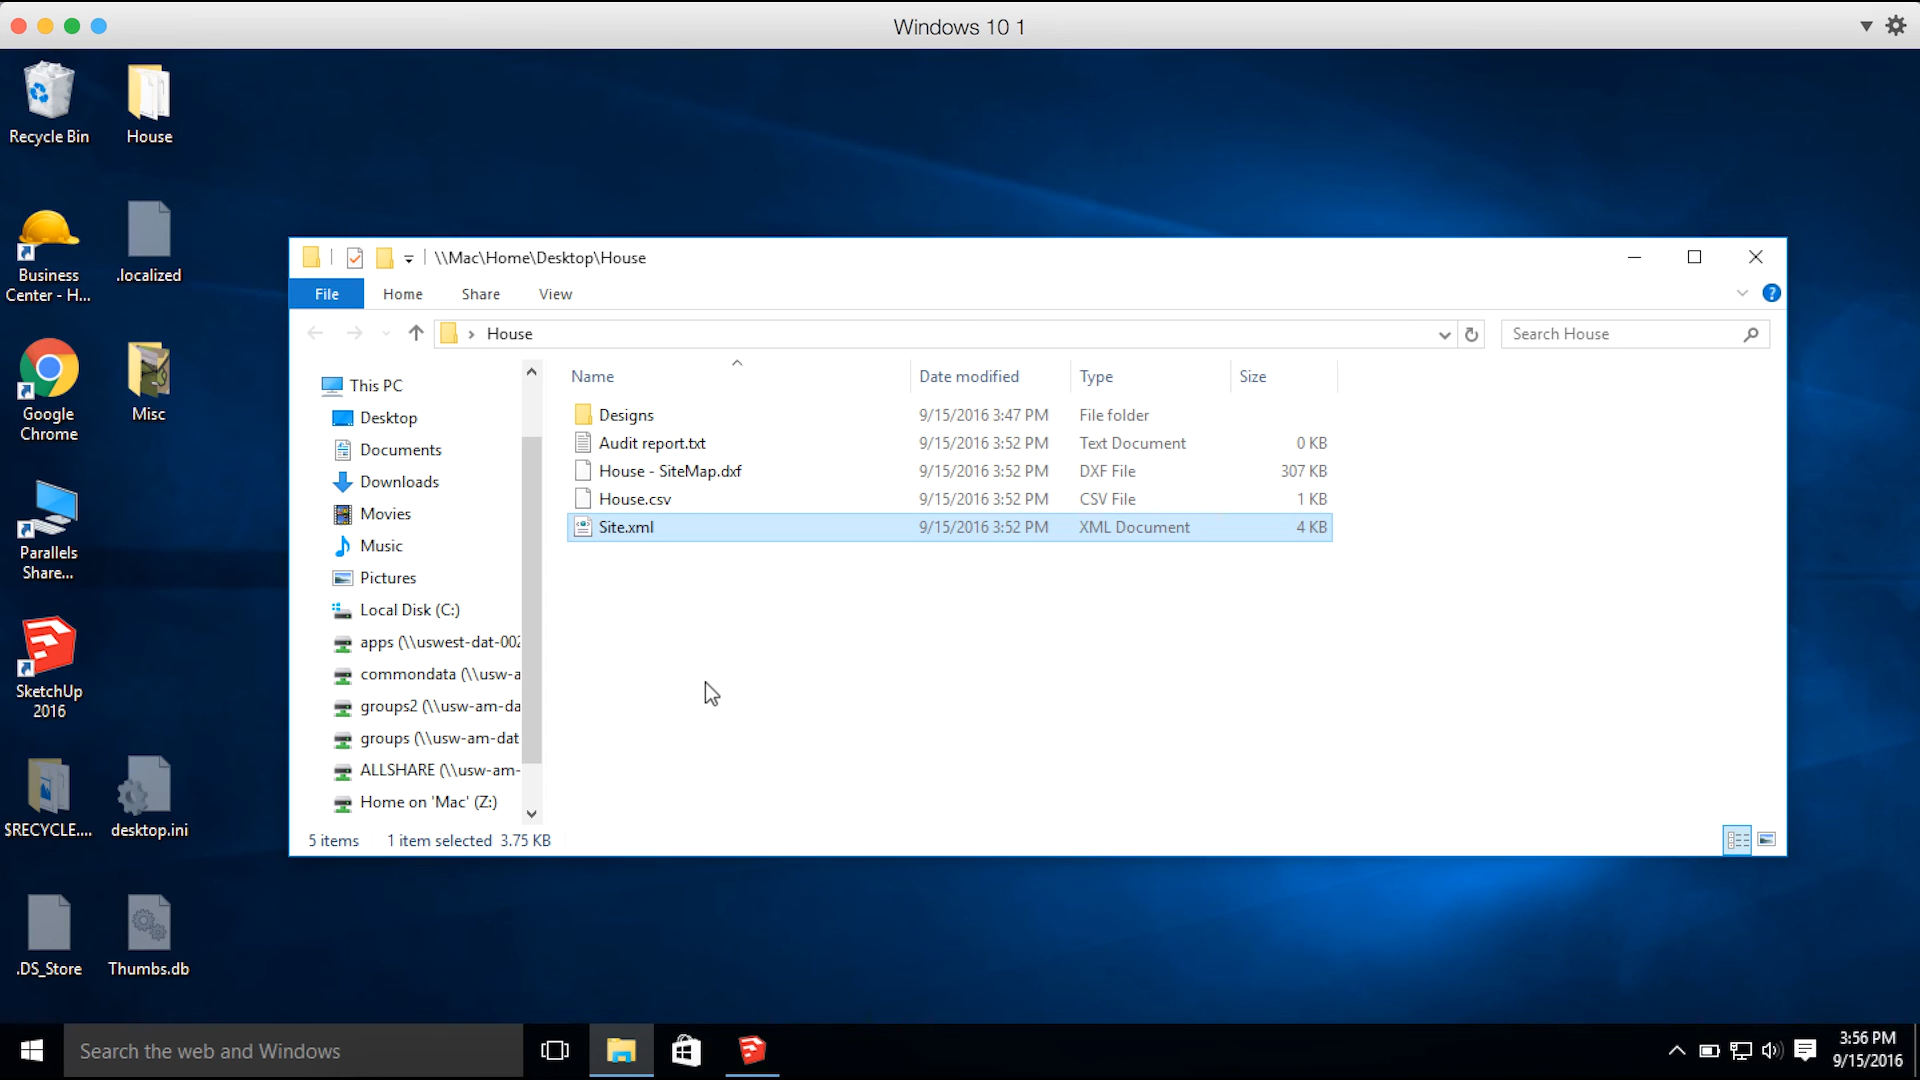 Windows 10 1
Recycle Bin
House
Business
Center - H...
.localized
Google
Chrome
Misc
Parallels
Share...
SketchUp
2016
$RECYCLE....
desktop.ini
.DS_Store
Thumbs.db
\\Mac\Home\Desktop\House
File Home Share View
House
Search House
This PC
Desktop
Documents
Downloads
Movies
Music
Pictures
Local Disk (C:)
apps (\\uswest-dat-002
commondata (\\usw-a
groups2 (\\usw-am-da
groups (\\usw-am-dat
ALLSHARE (\\usw-am-
Home on 'Mac' (Z:)
Name Date modified Type Size
Designs 9/15/2016 3:47 PM File folder
Audit report.txt 9/15/2016 3:52 PM Text Document 0 KB
House - SiteMap.dxf 9/15/2016 3:52 PM DXF File 307 KB
House.csv 9/15/2016 3:52 PM CSV File 1 KB
Site.xml 9/15/2016 3:52 PM XML Document 4 KB
5 items 1 item selected 3.75 KB
Search the web and Windows
3:56 PM
9/15/2016